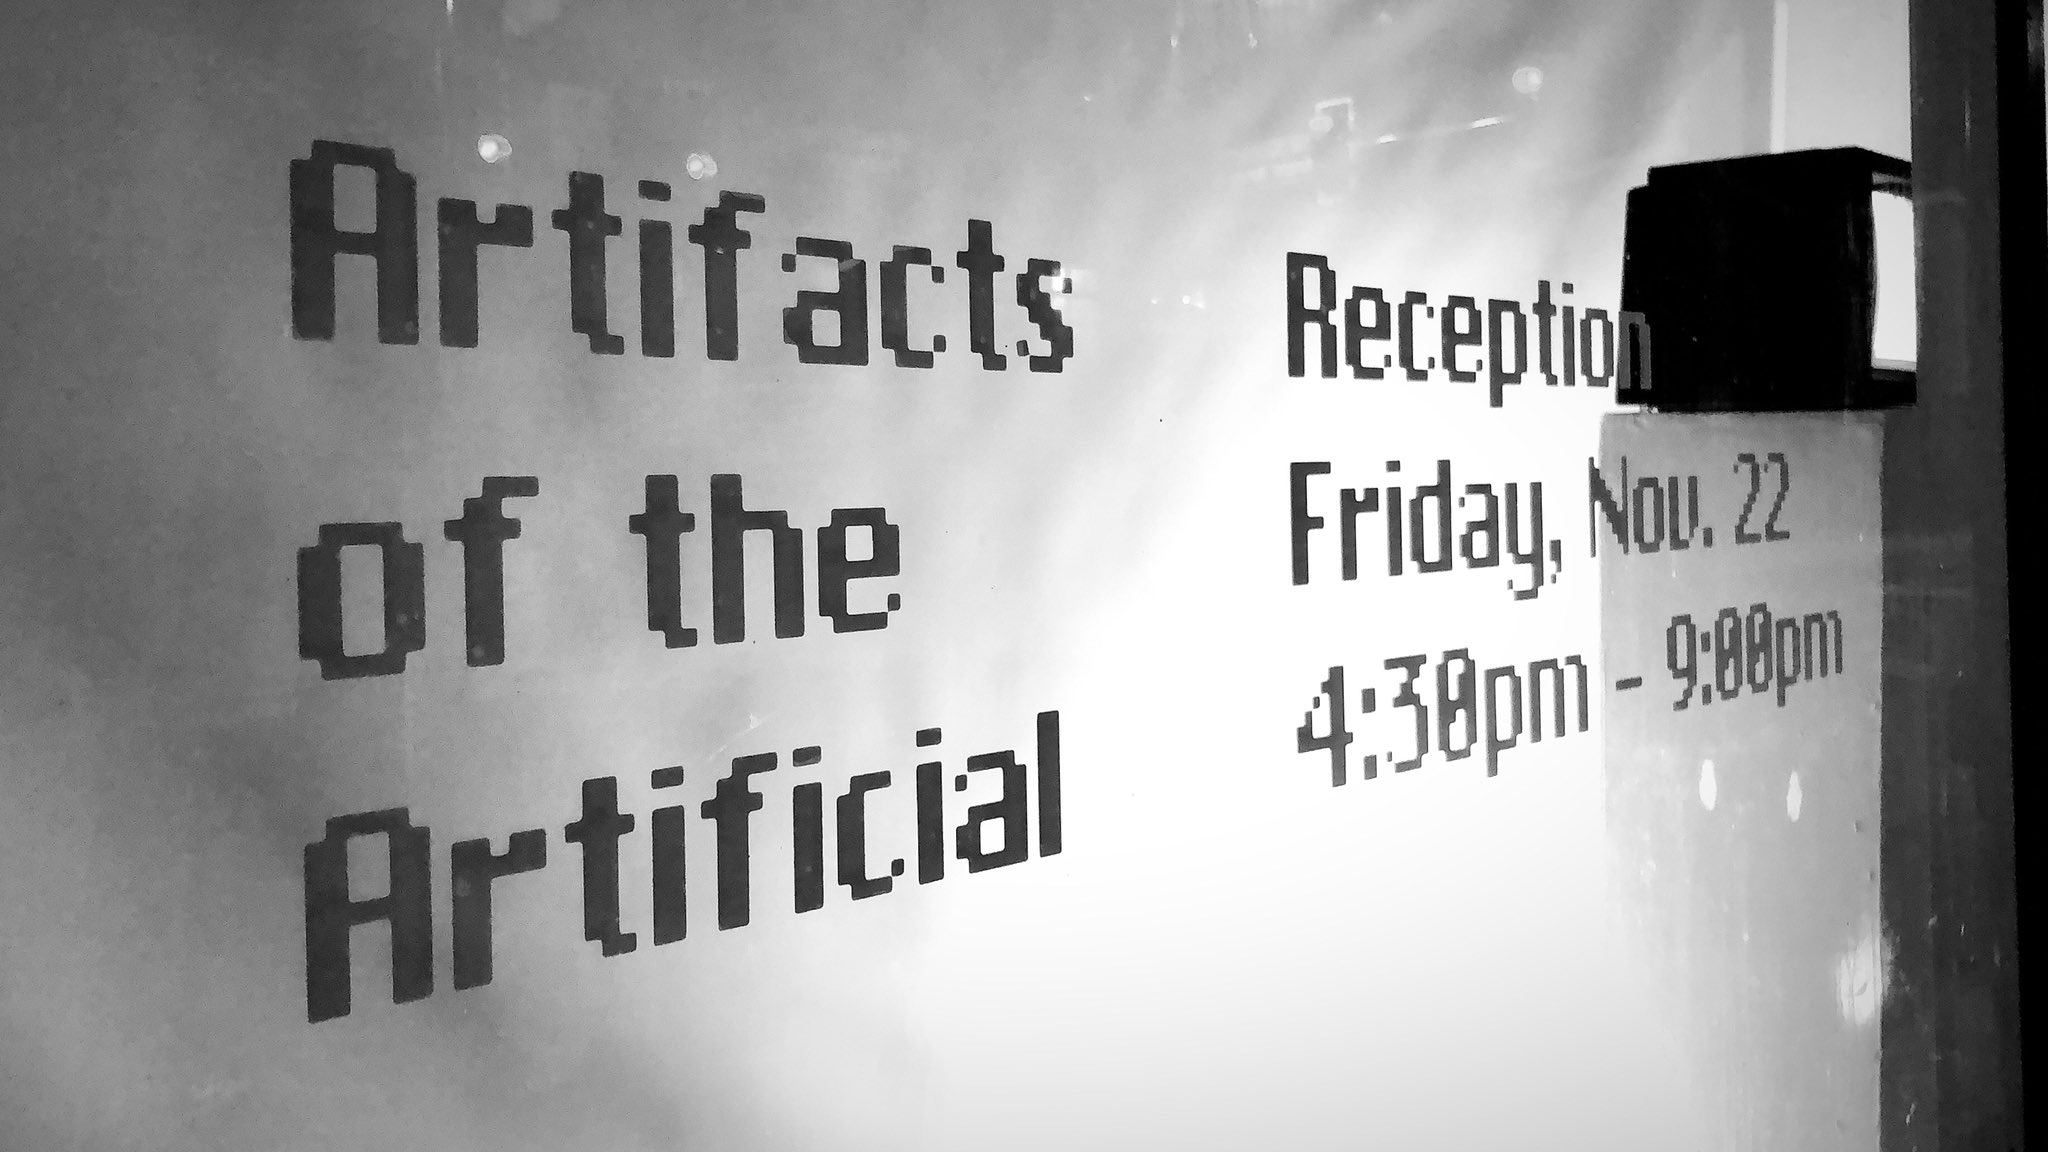 Artifacts
of the
Artificial
Reception
Friday, Nov. 22
4:30pm - 9:00pm